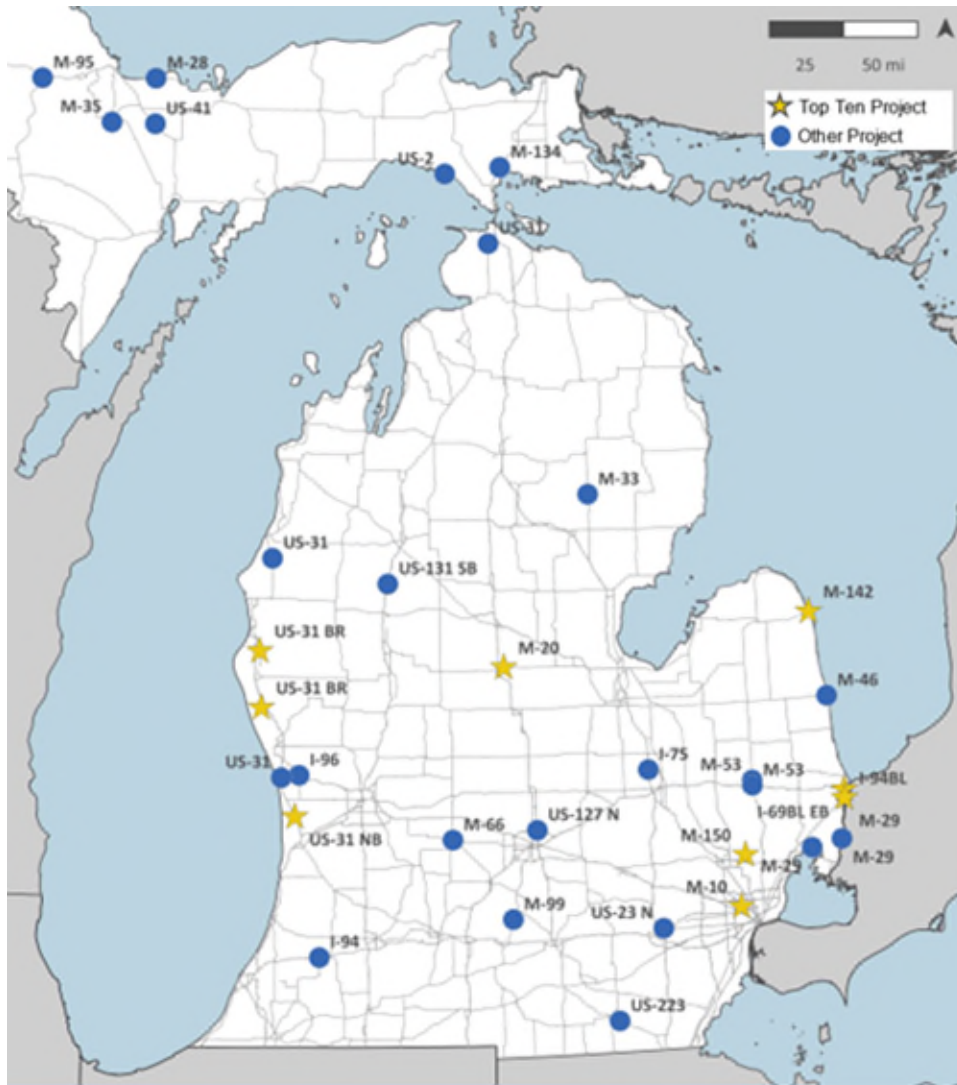 M-95
M-28
25
50 mi
M-35
US-41
Top Ten Project
Other Project
US-2
M-134
US-31
M-33
US-31
US-131 SB
M-142
US-31 BR
M-20
US-31 BR
M-46
US-31
I-96
I-75
M-53
M-53
I-94BL
US-31 NB
M-66
US-127 N
I-69BL EB
M-29
M-150
M-25
M-29
M-10
M-99
US-23 N
I-94
US-223